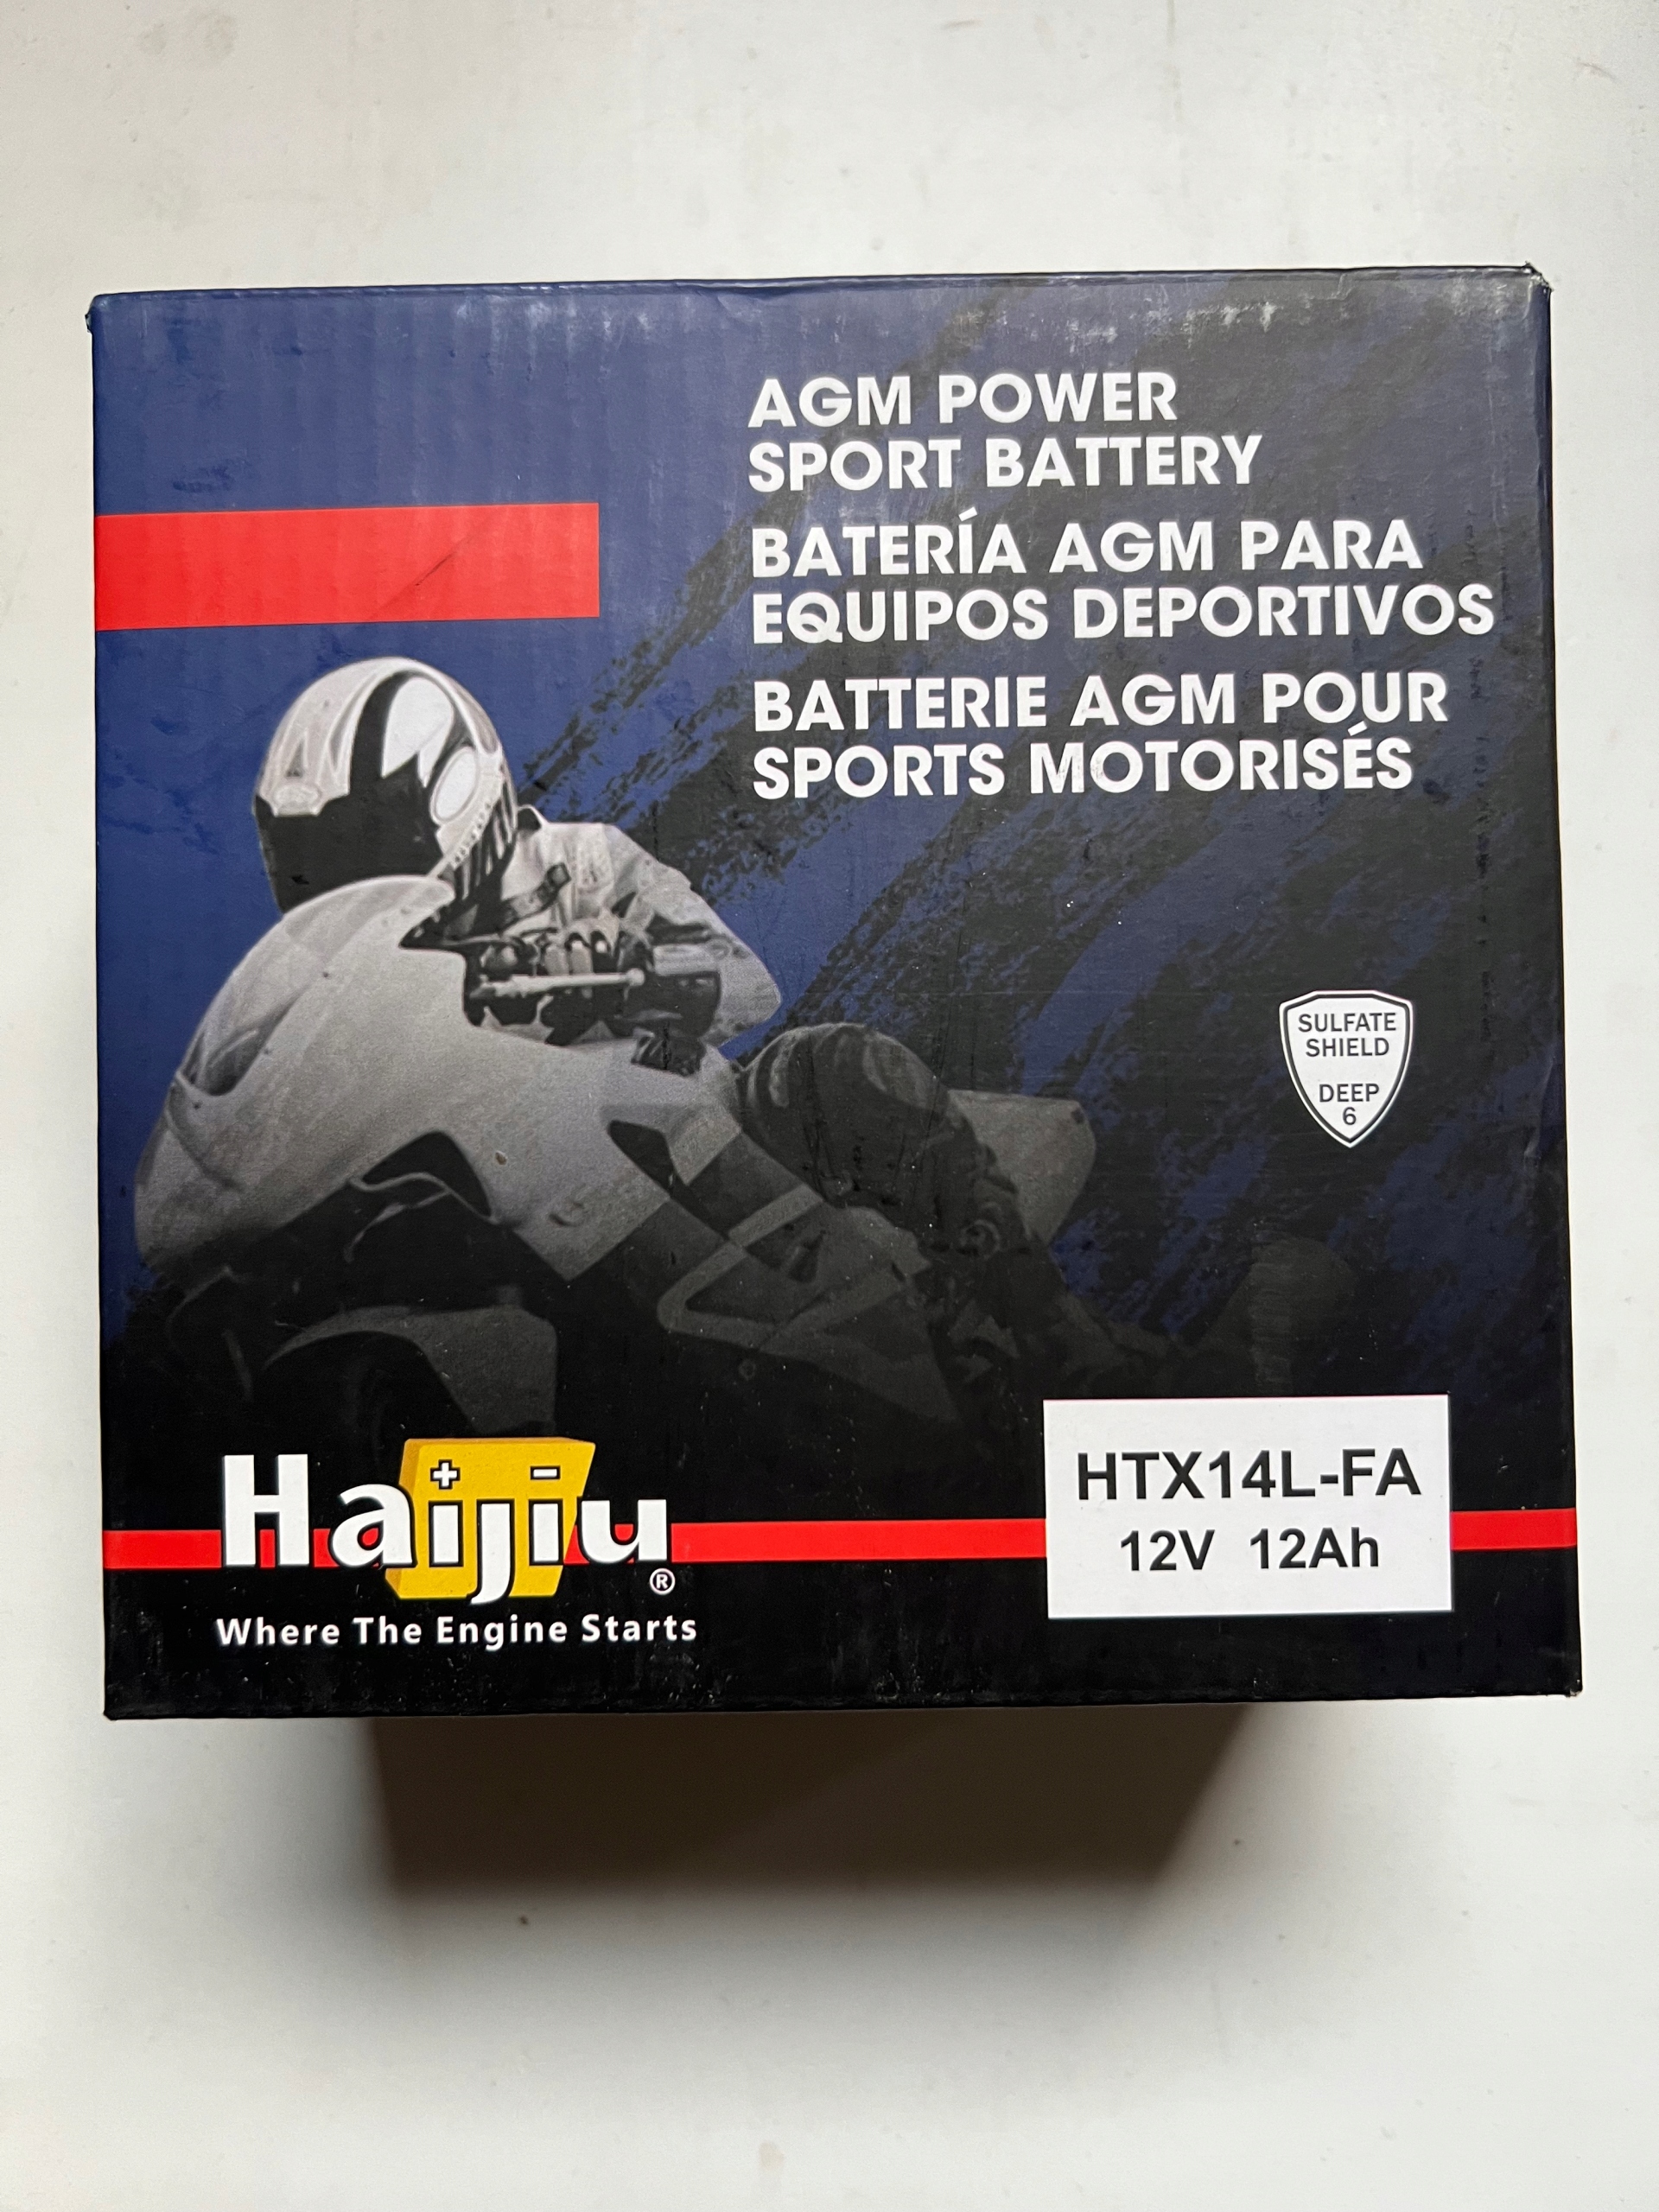 AGM POWER
SPORT BATTERY
BATERÍA AGM PARA
EQUIPOS DEPORTIVOS
BATTERIE AGM POUR
SPORTS MOTORISÉS
SULFATE
SHIELD
DEEP
6
Haijiu®
Where The Engine Starts
HTX14L-FA
12V 12Ah